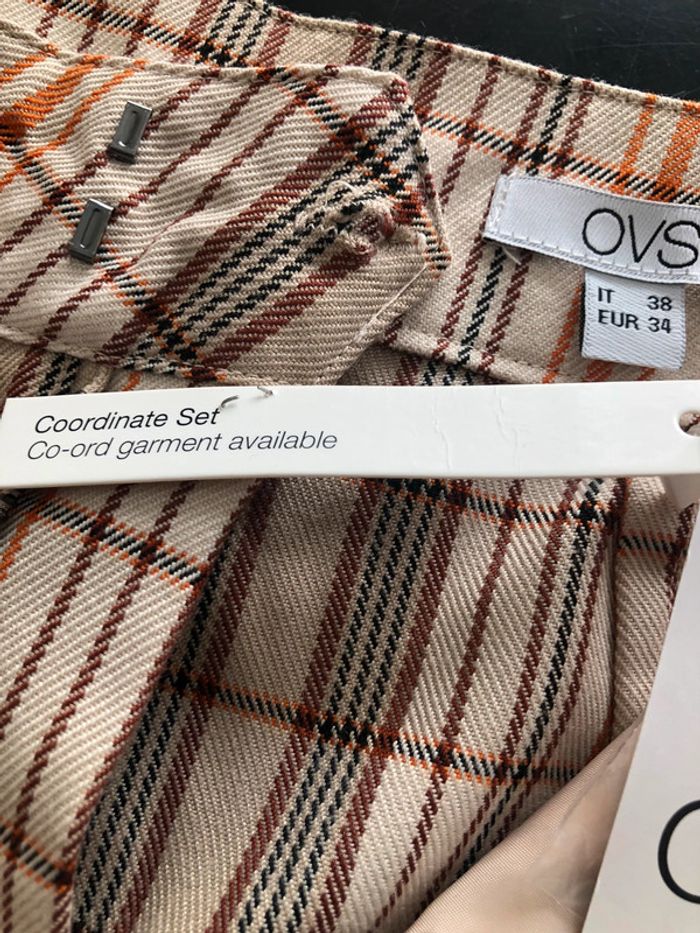 OVS
IT 38
EUR 34
Coordinate Set
Co-ord garment available